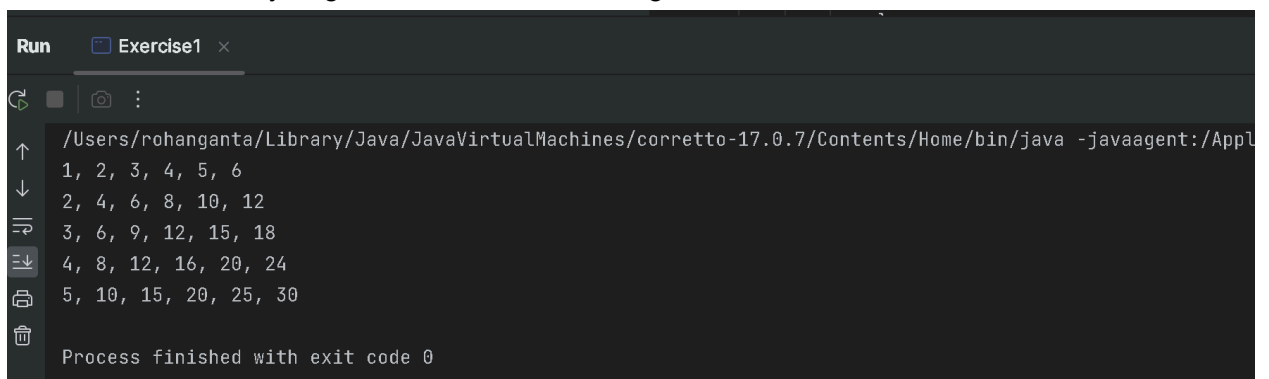 Run Exercise1
/Users/rohanganta/Library/Java/JavaVirtualMachines/corretto-17.0.7/Contents/Home/bin/java -javaagent:/Appl
1, 2, 3, 4, 5, 6
2, 4, 6, 8, 10, 12
3, 6, 9, 12, 15, 18
4, 8, 12, 16, 20, 24
5, 10, 15, 20, 25, 30
Process finished with exit code 0